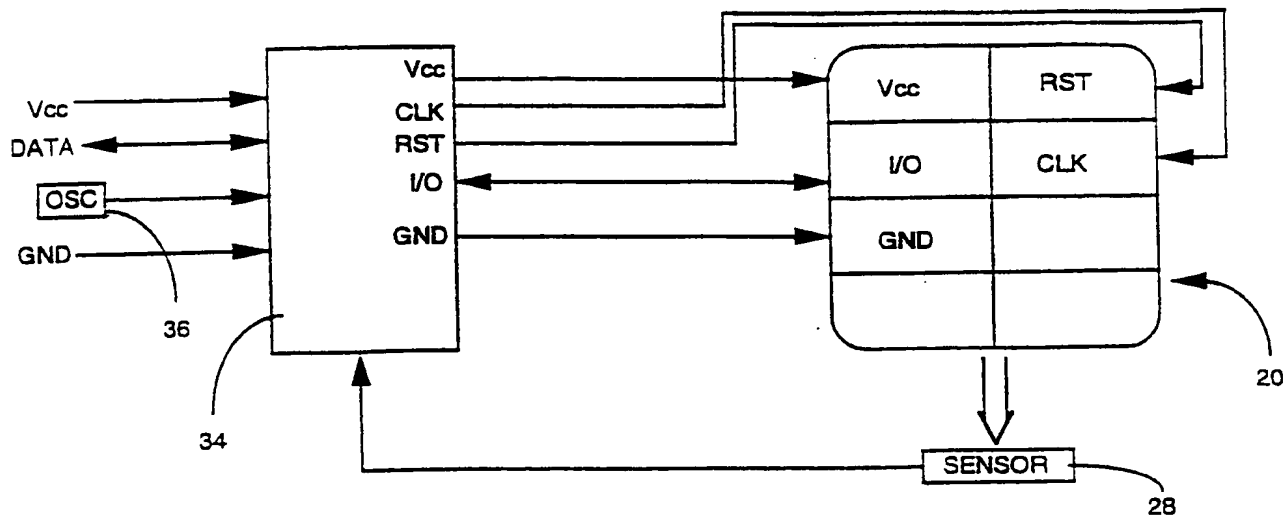 Vcc
DATA
OSC
GND
36
34
Vcc
CLK
RST
I/O
GND
Vcc
RST
I/O
CLK
GND
20
SENSOR
28